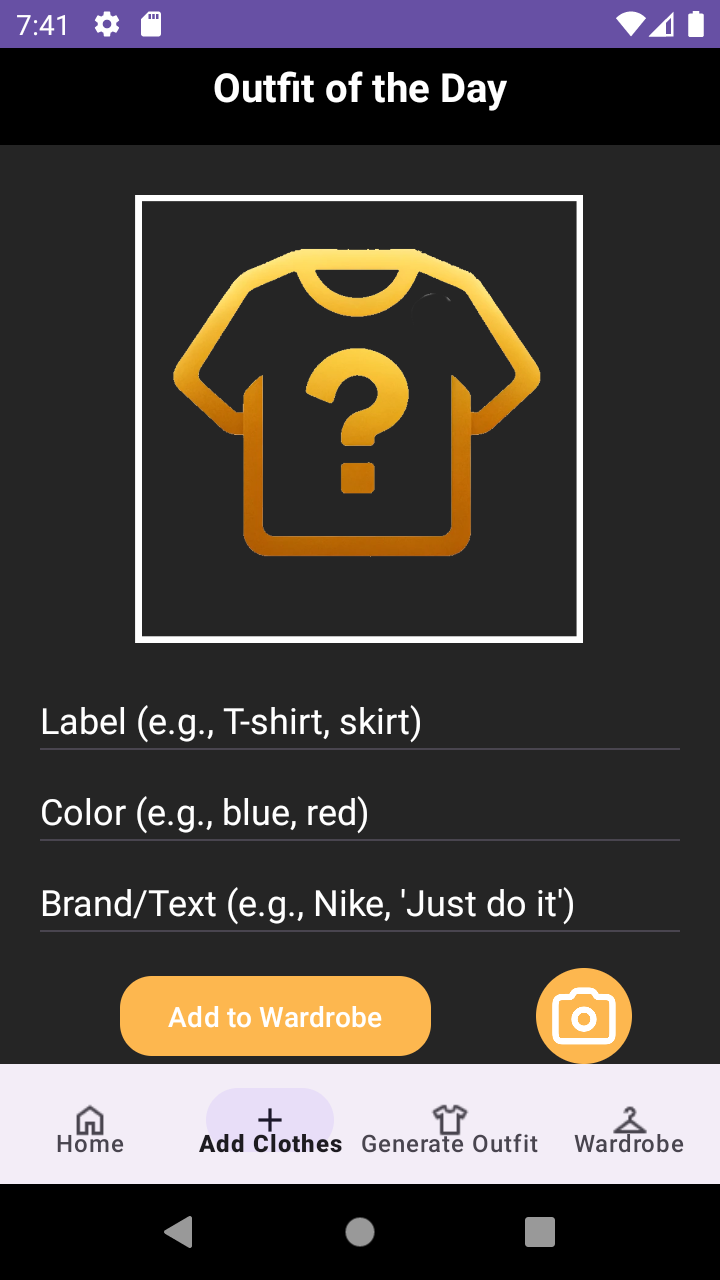 7:41
Outfit of the Day
?
Label (e.g., T-shirt, skirt)
Color (e.g., blue, red)
Brand/Text (e.g., Nike, 'Just do it')
Add to Wardrobe
Home
Add Clothes
Generate Outfit
Wardrobe